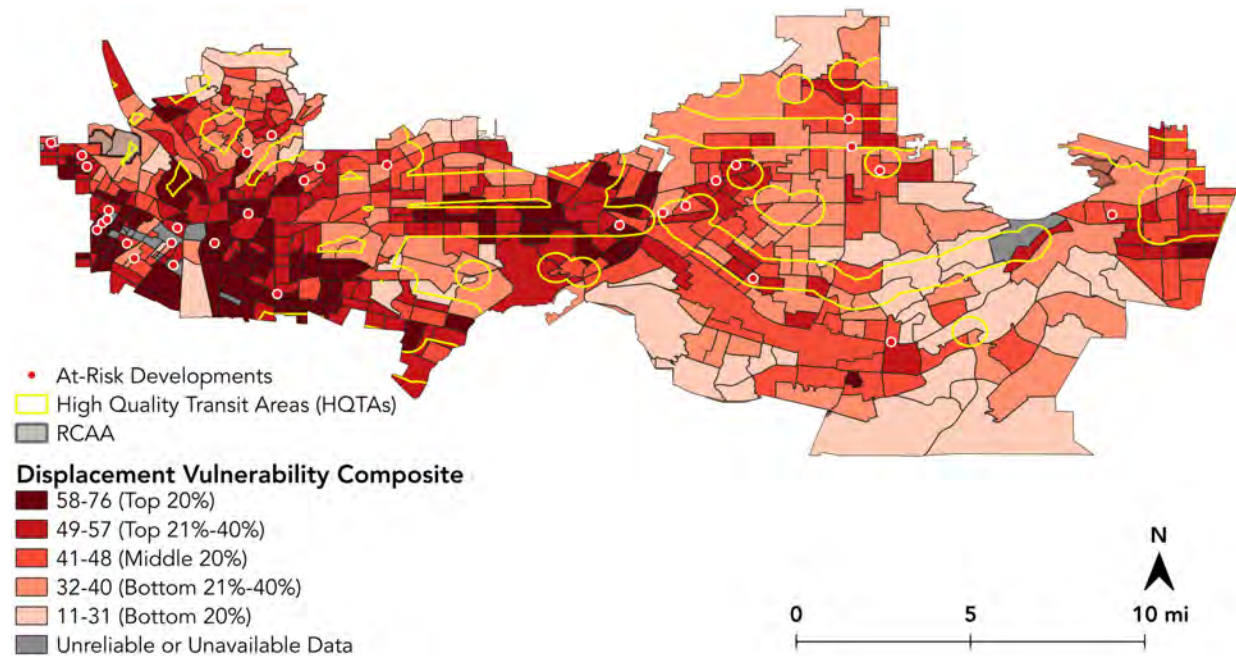 At-Risk Developments
High Quality Transit Areas (HQTAs)
RCAA
Displacement Vulnerability Composite
58-76 (Top 20%)
49-57 (Top 21%-40%)
41-48 (Middle 20%)
32-40 (Bottom 21%-40%)
11-31 (Bottom 20%)
Unreliable or Unavailable Data
N
0 5 10 mi